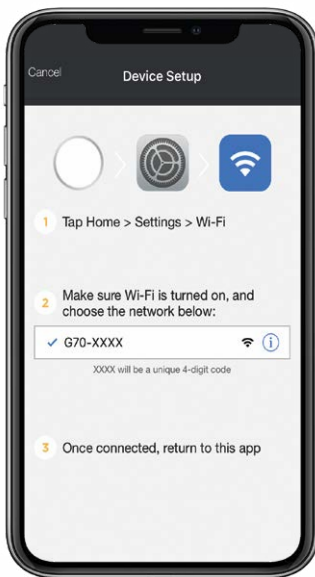 Cancel
Device Setup
1 Tap Home > Settings > Wi-Fi
2 Make sure Wi-Fi is turned on, and
choose the network below:
G70-XXXX
XXXX will be a unique 4-digit code
3 Once connected, return to this app